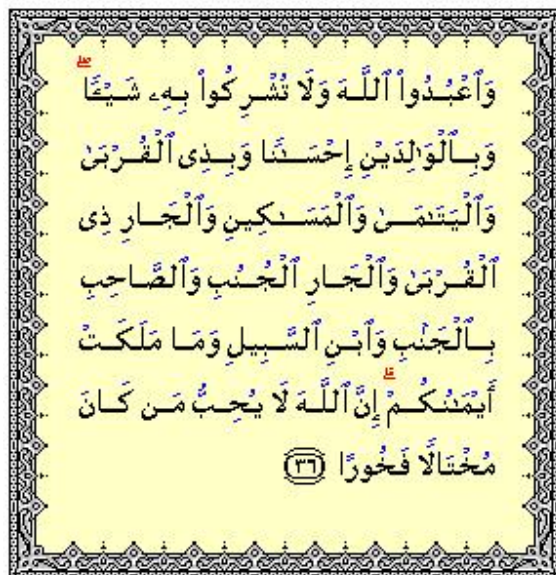 وَٱعْبُدُوا۟ ٱللَّهَ وَلَا تُشْرِكُوا۟ بِهِۦ شَيْـًٔا ۖ
وَبِٱلْوَٰلِدَيْنِ إِحْسَـٰنًا وَبِذِى ٱلْقُرْبَىٰ
وَٱلْيَتَـٰمَىٰ وَٱلْمَسَـٰكِينِ وَٱلْجَارِ ذِى
ٱلْقُرْبَىٰ وَٱلْجَارِ ٱلْجُنُبِ وَٱلصَّاحِبِ
بِٱلْجَنۢبِ وَٱبْنِ ٱلسَّبِيلِ وَمَا مَلَكَتْ
أَيْمَـٰنُكُمْ ۗ إِنَّ ٱللَّهَ لَا يُحِبُّ مَن كَانَ
مُخْتَالًا فَخُورًا ٣٦